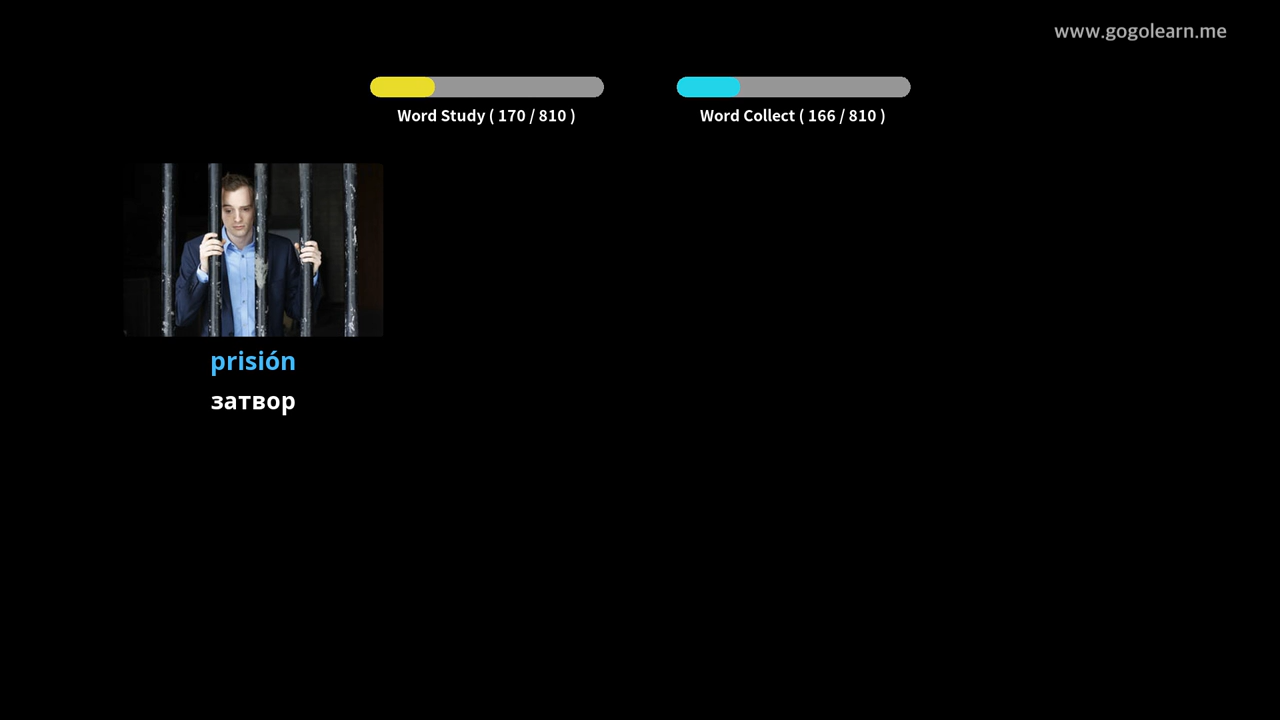 www.gogolearn.me
Word Study ( 170 / 810 )
Word Collect ( 166 / 810 )
prisión
затвор